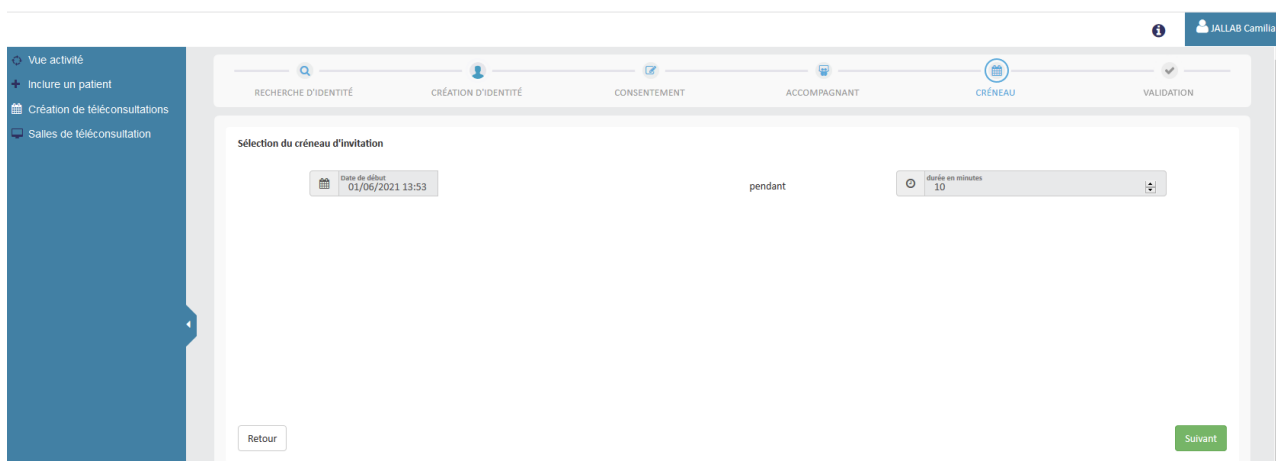 JALLAB Camilia
Vue activité
Inclure un patient
Création de téléconsultations
Salles de téléconsultation
RECHERCHE D'IDENTITÉ
CRÉATION D'IDENTITÉ
CONSENTEMENT
ACCOMPAGNANT
CRÉNEAU
VALIDATION
Sélection du créneau d'invitation
Date de début
01/06/2021 13:53
pendant
durée en minutes
10
Retour
Suivant